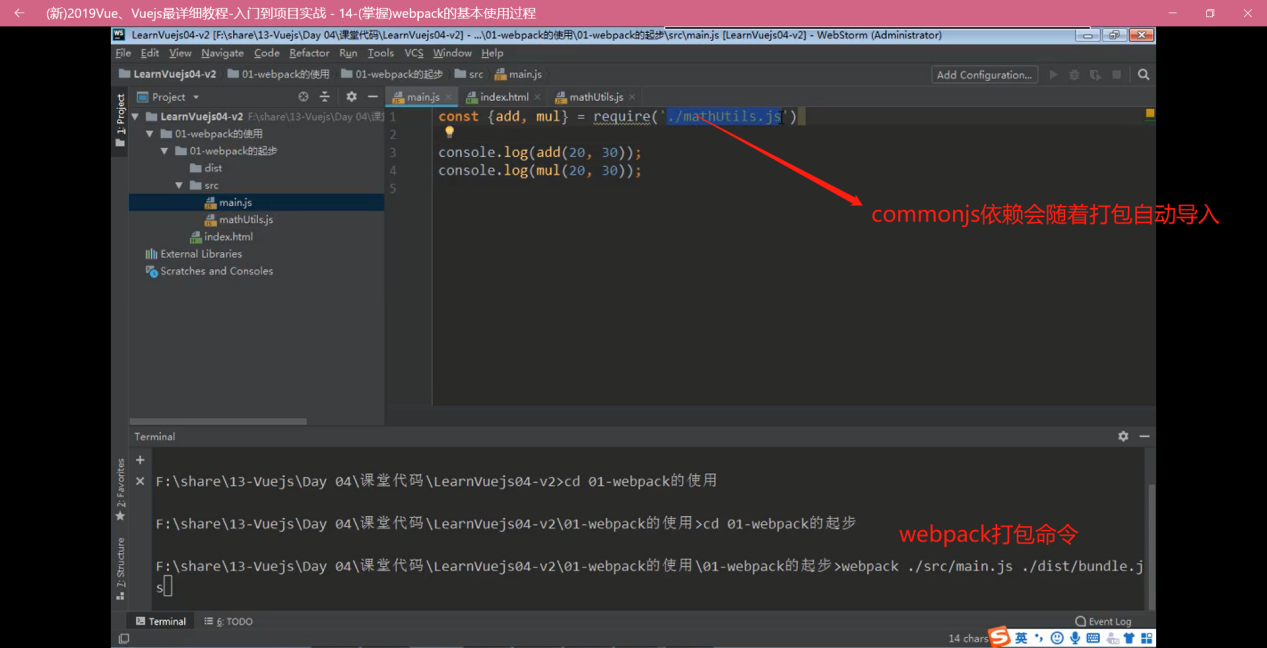 (新)2019Vue、Vuejs最详细教程-入门到项目实战 - 14-(掌握)webpack的基本使用过程
LearnVuejs04-v2 [F:\share\13-Vuejs\Day 04\课堂代码\LearnVuejs04-v2] - ...\01-webpack的使用\01-webpack的起步\src\main.js [LearnVuejs04-v2] - WebStorm (Administrator)
File Edit View Navigate Code Refactor Run Tools VCS Window Help
LearnVuejs04-v2 01-webpack的使用 01-webpack的起步 src main.js Add Configuration...
1: Project
Project
main.js index.html mathUtils.js
LearnVuejs04-v2 F:\share\13-Vuejs\Day 04\课
01-webpack的使用
01-webpack的起步
dist
src
main.js
mathUtils.js
index.html
External Libraries
Scratches and Consoles
1 const {add, mul} = require('./mathUtils.js')
2
3 console.log(add(20, 30));
4 console.log(mul(20, 30));
5
commonjs依赖会随着打包自动导入
Terminal
F:\share\13-Vuejs\Day 04\课堂代码\LearnVuejs04-v2>cd 01-webpack的使用
F:\share\13-Vuejs\Day 04\课堂代码\LearnVuejs04-v2\01-webpack的使用>cd 01-webpack的起步
webpack打包命令
F:\share\13-Vuejs\Day 04\课堂代码\LearnVuejs04-v2\01-webpack的使用\01-webpack的起步>webpack ./src/main.js ./dist/bundle.j
s
2: Favorites
7: Structure
Terminal 6: TODO Event Log
14 chars
英